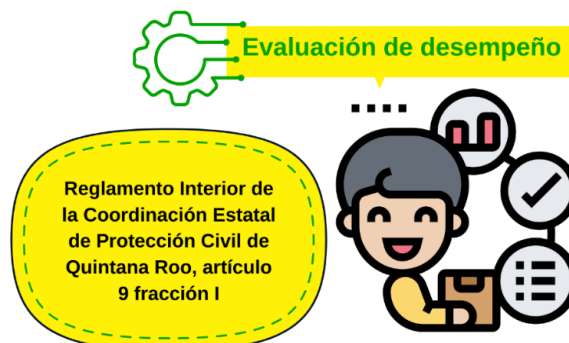 Evaluación de desempeño
Reglamento Interior de
la Coordinación Estatal
de Protección Civil de
Quintana Roo, artículo
9 fracción I